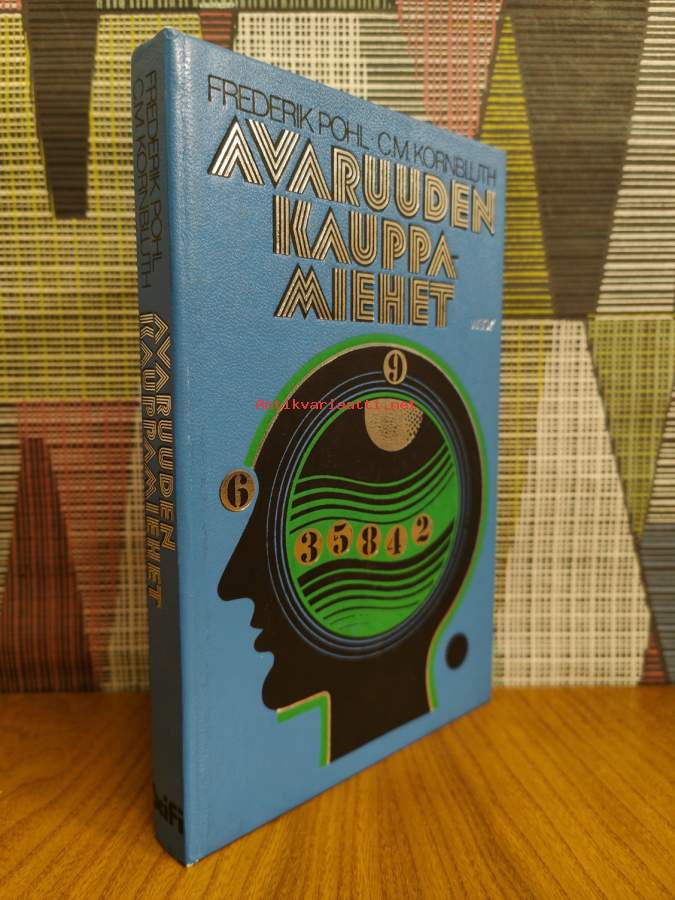 FREDERIK POHL C.M. KORNBLUTH
AVARUUDEN
KAUPPA-
MIEHET
9
6
35842
Antikvariaatti.net
FREDERIK POHL
C.M. KORNBLUTH
AVARUUDEN
KAUPPAMIEHET